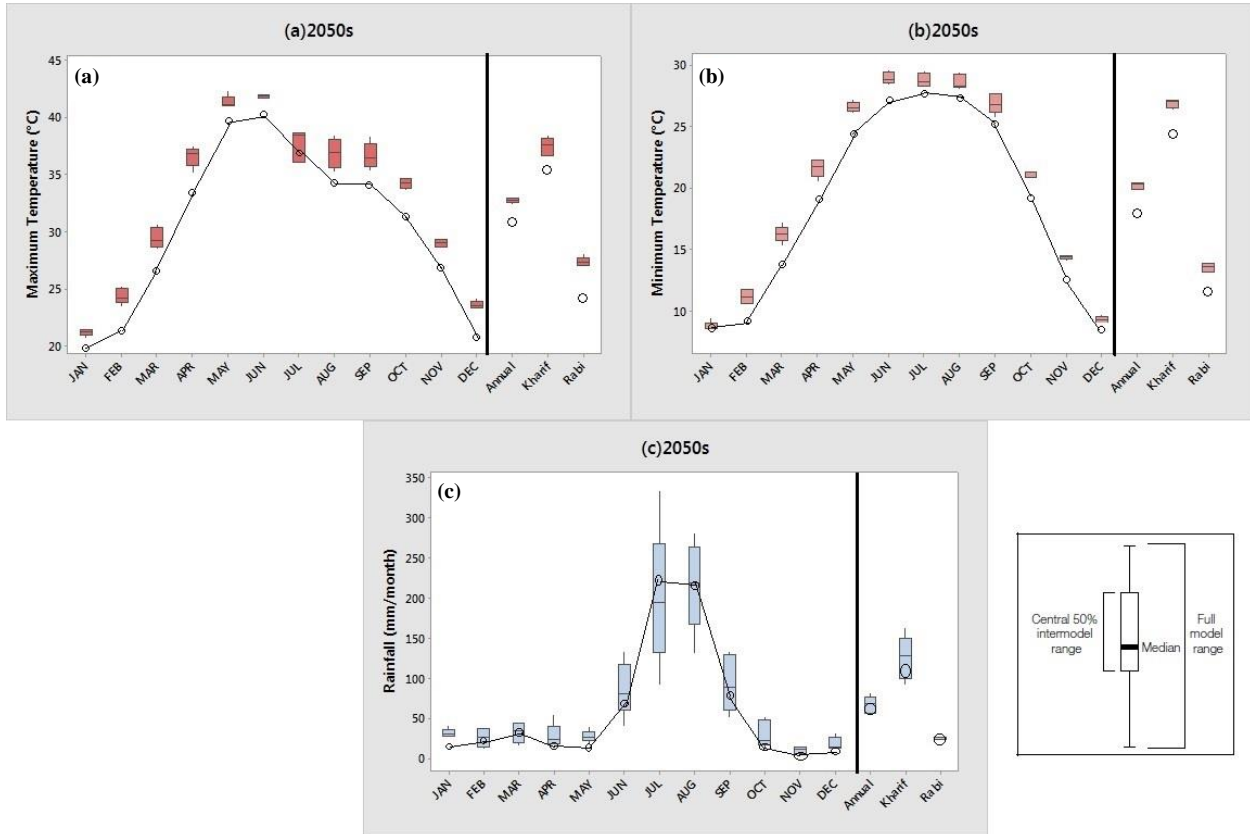 (a)2050s
(a)
Maximum Temperature (°C)
45
40
35
30
25
20
JAN
FEB
MAR
APR
MAY
JUN
JUL
AUG
SEP
OCT
NOV
DEC
Annual
Kharif
Rabi
(b)2050s
(b)
Minimum Temperature (°C)
30
25
20
15
10
JAN
FEB
MAR
APR
MAY
JUN
JUL
AUG
SEP
OCT
NOV
DEC
Annual
Kharif
Rabi
(c)2050s
(c)
Rainfall (mm/month)
350
300
250
200
150
100
50
0
JAN
FEB
MAR
APR
MAY
JUN
JUL
AUG
SEP
OCT
NOV
DEC
Annual
Kharif
Rabi
Central 50%
intermodel
range
Median
Full
model
range